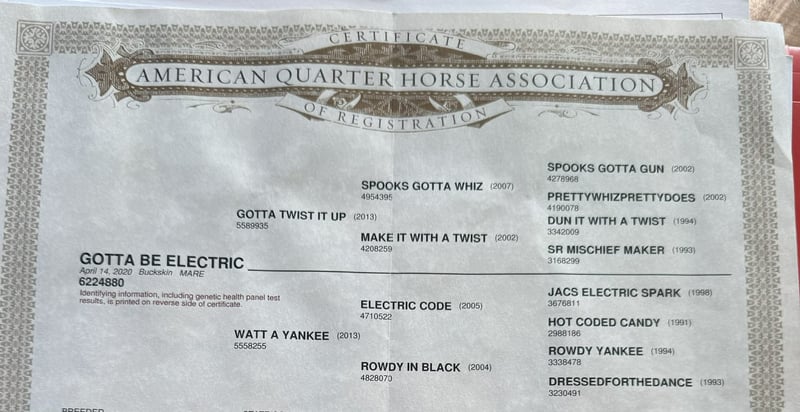 CERTIFICATE
AMERICAN QUARTER HORSE ASSOCIATION
OF REGISTRATION
SPOOKS GOTTA GUN (2002)
4278968
SPOOKS GOTTA WHIZ (2007)
4954395
PRETTYWHIZPRETTYDOES (2002)
4190078
GOTTA TWIST IT UP (2013)
5589935
DUN IT WITH A TWIST (1994)
3342009
MAKE IT WITH A TWIST (2002)
4208259
SR MISCHIEF MAKER (1993)
3168299
GOTTA BE ELECTRIC
April 14, 2020 Buckskin MARE
6224880
Identifying information, including genetic health panel test
results, is printed on reverse side of certificate.
JACS ELECTRIC SPARK (1998)
3676811
ELECTRIC CODE (2005)
4710522
HOT CODED CANDY (1991)
2988186
WATT A YANKEE (2013)
5558255
ROWDY YANKEE (1994)
3338478
ROWDY IN BLACK (2004)
4828070
DRESSEDFORTHEDANCE (1993)
3230491
BREEDER